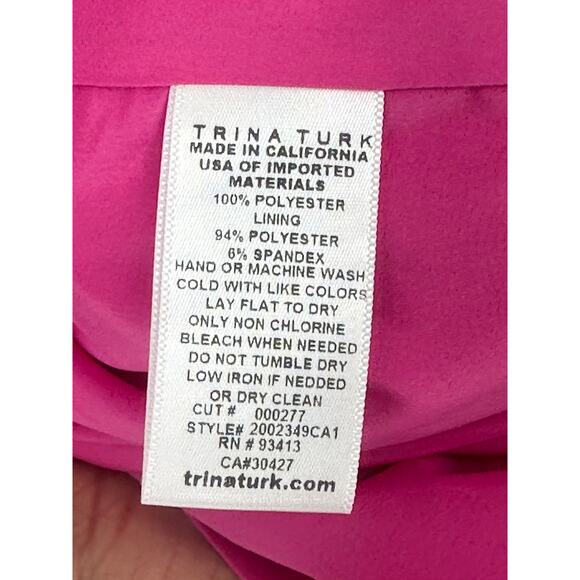 TRINA TURK
MADE IN CALIFORNIA
USA OF IMPORTED
MATERIALS
100% POLYESTER
LINING
94% POLYESTER
6% SPANDEX
HAND OR MACHINE WASH
COLD WITH LIKE COLORS
LAY FLAT TO DRY
ONLY NON CHLORINE
BLEACH WHEN NEEDED
DO NOT TUMBLE DRY
LOW IRON IF NEDDED
OR DRY CLEAN
CUT # 000277
STYLE# 2002349CA1
RN # 93413
CA#30427
trinaturk.com